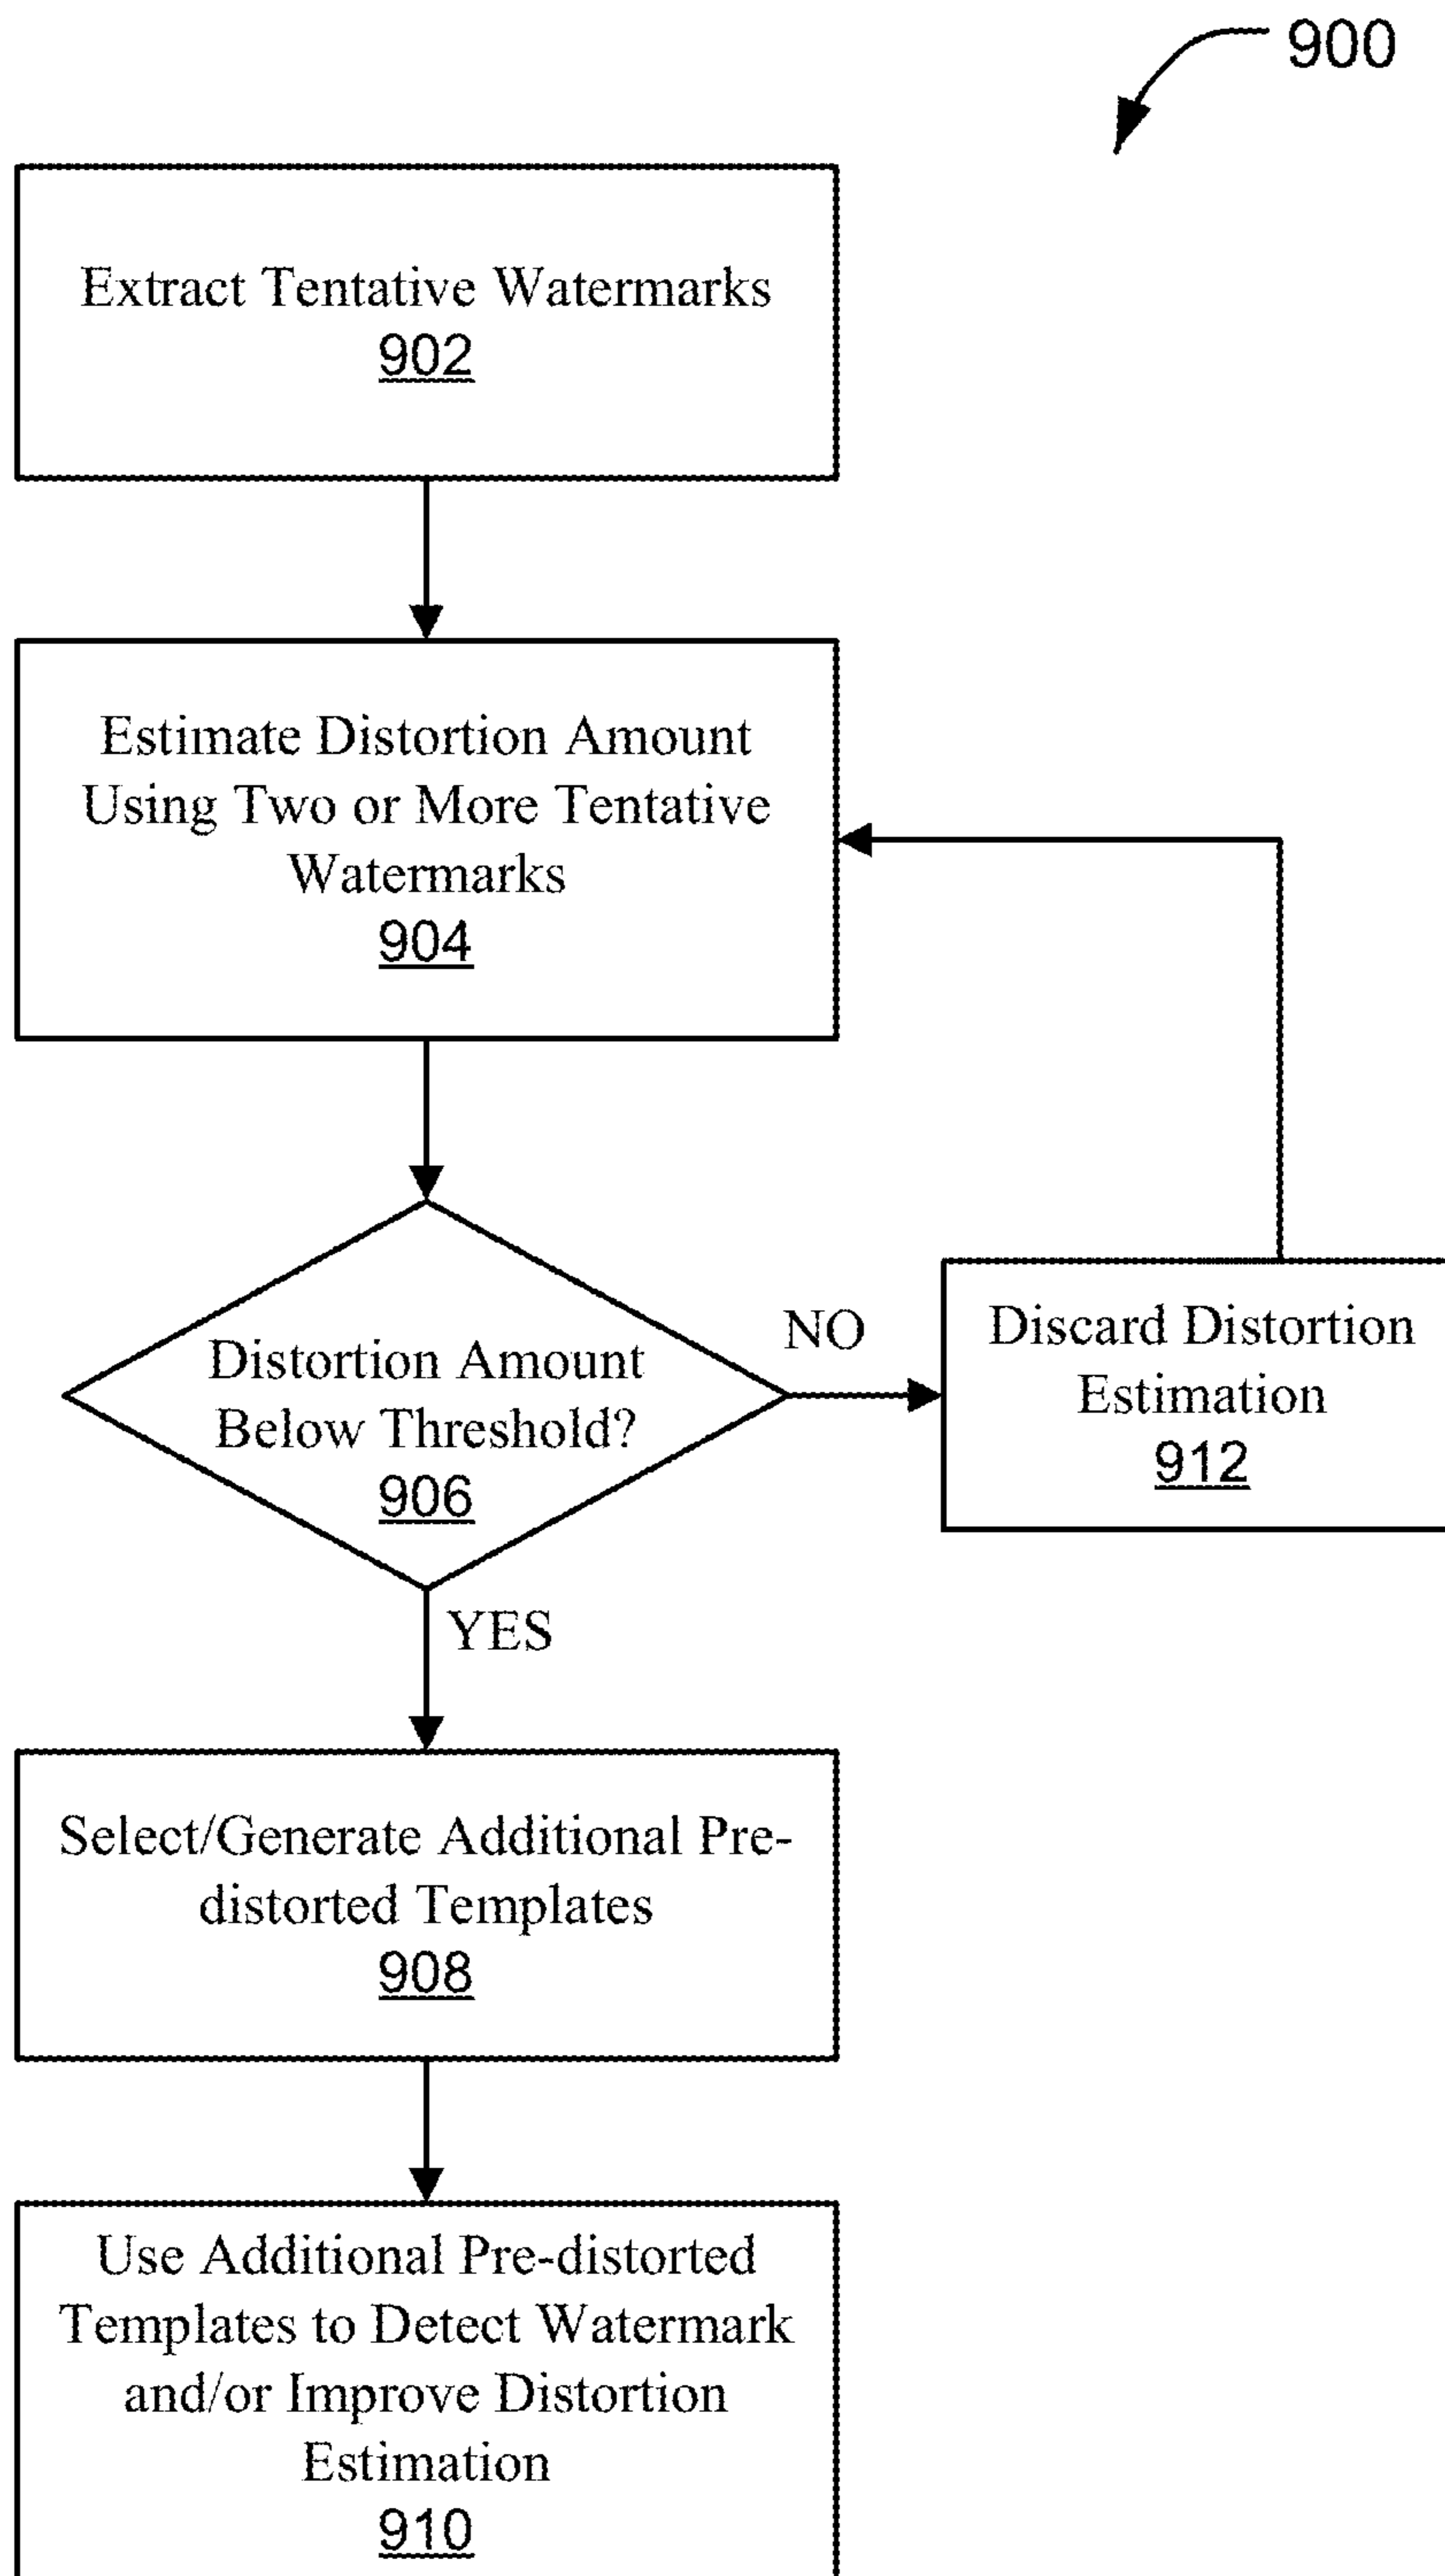 900
Extract Tentative Watermarks
902
Estimate Distortion Amount
Using Two or More Tentative
Watermarks
904
Distortion Amount
Below Threshold?
906
NO
Discard Distortion
Estimation
912
YES
Select/Generate Additional Pre-
distorted Templates
908
Use Additional Pre-distorted
Templates to Detect Watermark
and/or Improve Distortion
Estimation
910